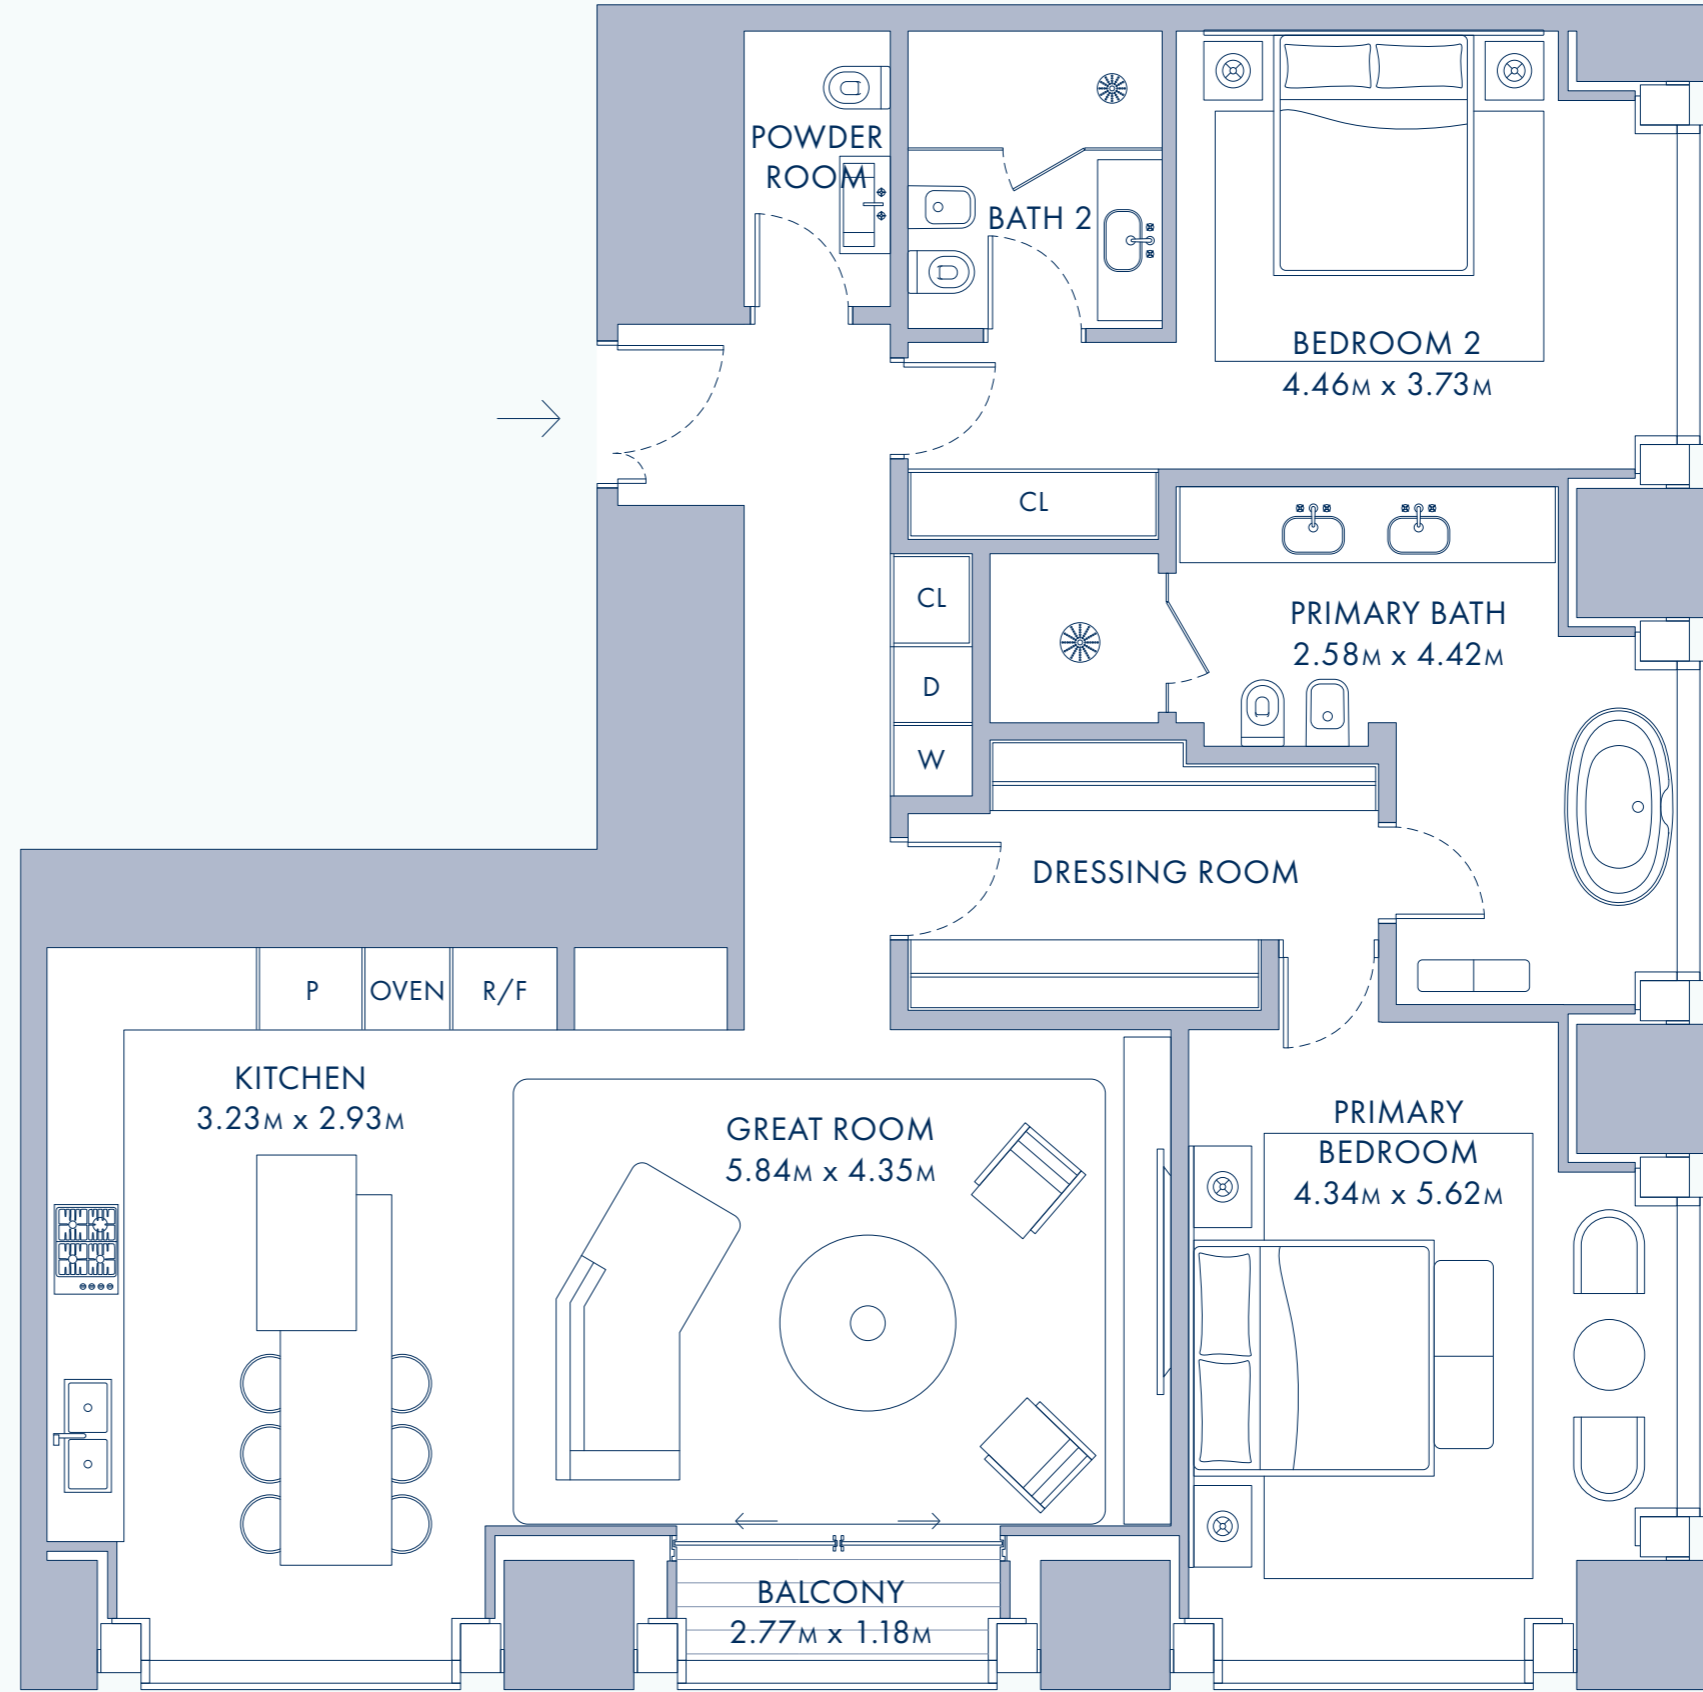 POWDER
ROOM
BATH 2
BEDROOM 2
4.46M x 3.73M
CL
CL
D
W
PRIMARY BATH
2.58M x 4.42M
DRESSING ROOM
P
OVEN
R/F
KITCHEN
3.23M x 2.93M
GREAT ROOM
5.84M x 4.35M
PRIMARY
BEDROOM
4.34M x 5.62M
BALCONY
2.77M x 1.18M